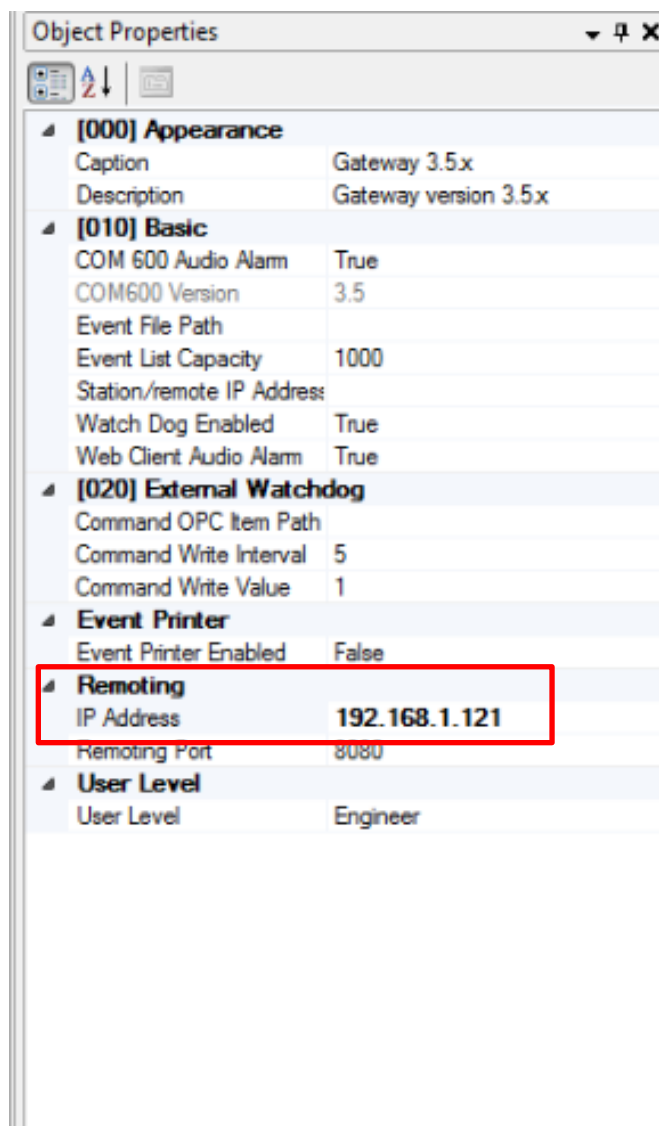 Object Properties
[000] Appearance
Caption Gateway 3.5.x
Description Gateway version 3.5.x
[010] Basic
COM 600 Audio Alarm True
COM600 Version 3.5
Event File Path
Event List Capacity 1000
Station/remote IP Address
Watch Dog Enabled True
Web Client Audio Alarm True
[020] External Watchdog
Command OPC Item Path
Command Write Interval 5
Command Write Value 1
Event Printer
Event Printer Enabled False
Remoting
IP Address 192.168.1.121
Remoting Port 8080
User Level
User Level Engineer